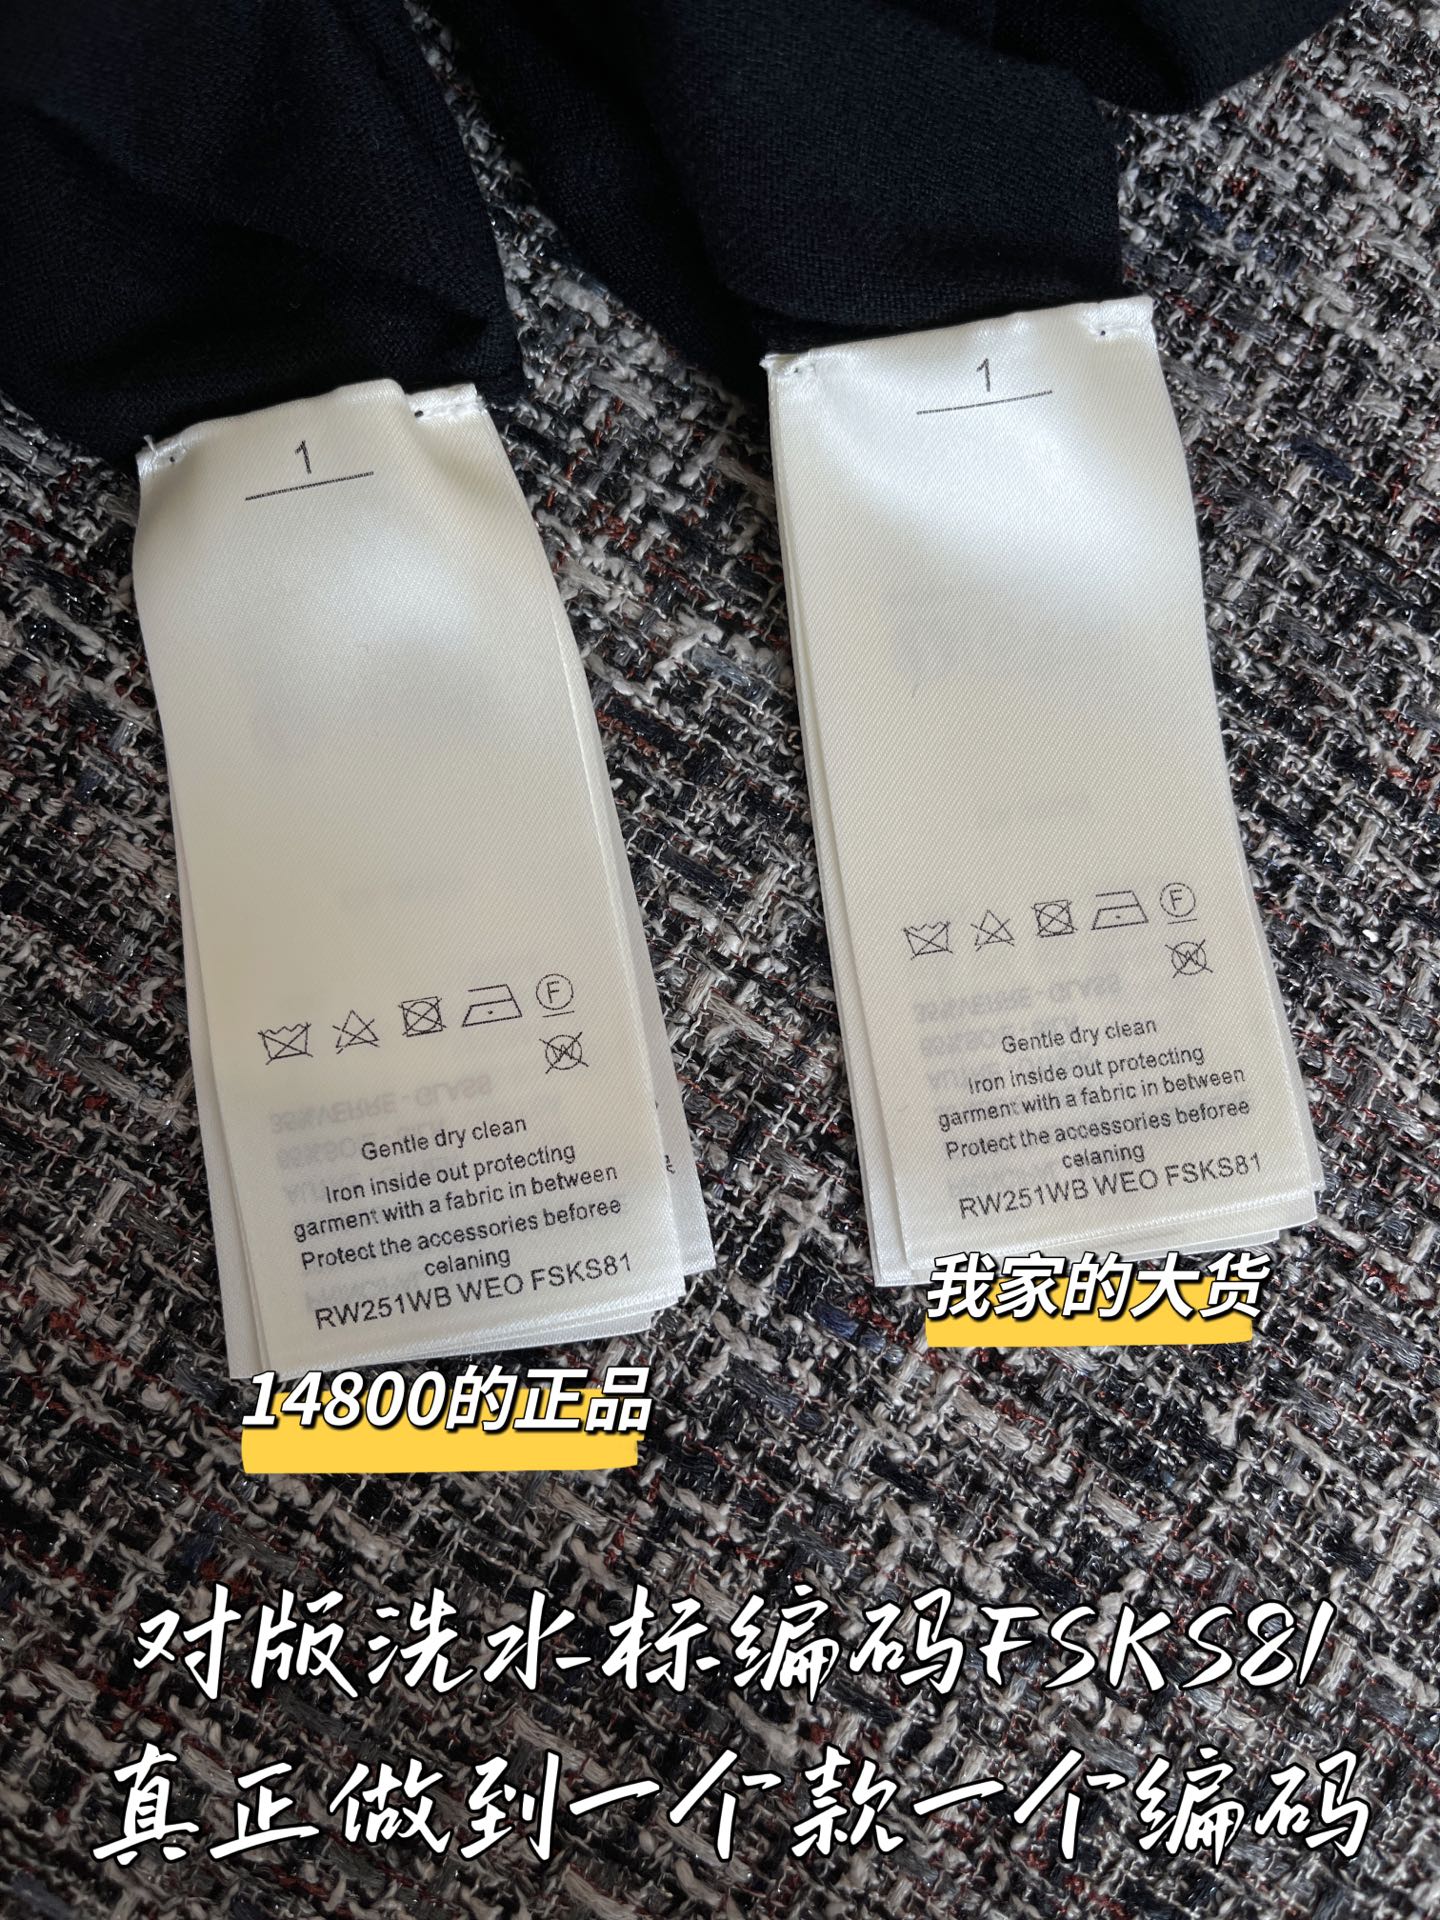 1
Gentle dry clean
Iron inside out protecting
garment with a fabric in between
Protect the accessories beforee
celaning
RW251WB WEO FSKS81
14800的正品
1
Gentle dry clean
Iron inside out protecting
garment with a fabric in between
Protect the accessories beforee
celaning
RW251WB WEO FSKS81
我家的大货
对版洗水标编码FSKS81
真正做到一个款一个编码